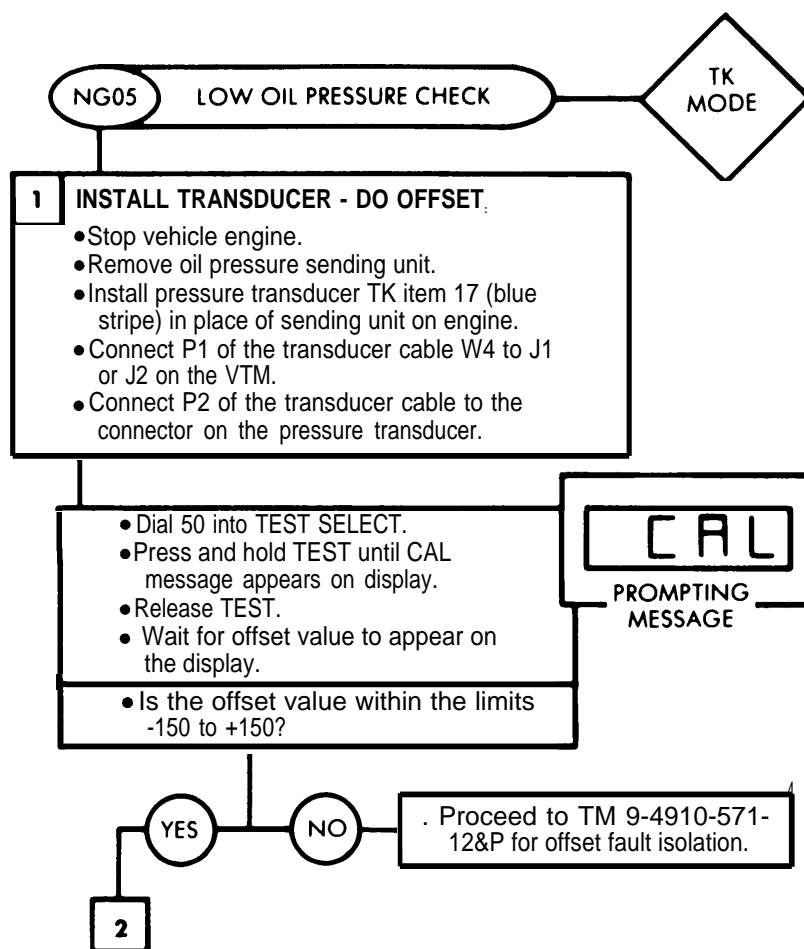 NG05 LOW OIL PRESSURE CHECK
TK
MODE
1 INSTALL TRANSDUCER - DO OFFSET
•Stop vehicle engine.
•Remove oil pressure sending unit.
•Install pressure transducer TK item 17 (blue
stripe) in place of sending unit on engine.
•Connect P1 of the transducer cable W4 to J1
or J2 on the VTM.
•Connect P2 of the transducer cable to the
connector on the pressure transducer.
•Dial 50 into TEST SELECT.
•Press and hold TEST until CAL
message appears on display.
•Release TEST.
• Wait for offset value to appear on
the display.
CAL
PROMPTING
MESSAGE
•Is the offset value within the limits
-150 to +150?
YES
NO
. Proceed to TM 9-4910-571-
12&P for offset fault isolation.
2